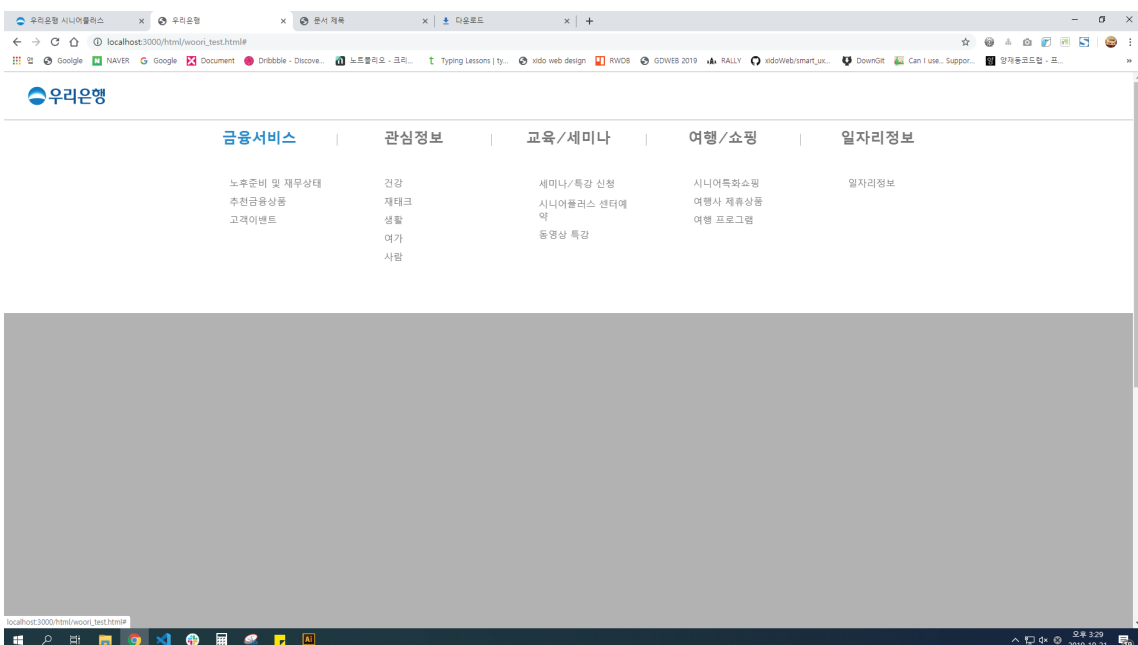 우리은행 시니어플러스
우리은행
문서 제목
다운로드
localhost:3000/html/woori_test.html#
앱
Goolgle
NAVER
Google
Document
Dribbble - Discove...
노트폴리오 - 크리...
Typing Lessons | ty...
xido web design
RWDB
GDWEB 2019
RALLY
xidoWeb/smart_ux...
DownGit
Can I use... Suppor...
양재동코드랩 - 프...
우리은행
금융서비스
관심정보
교육/세미나
여행/쇼핑
일자리정보
노후준비 및 재무상태
추천금융상품
고객이벤트
건강
재태크
생활
여가
사람
세미나/특강 신청
시니어플러스 센터예
약
동영상 특강
시니어특화쇼핑
여행사 제휴상품
여행 프로그램
일자리정보
localhost:3000/html/woori_test.html#
오후 3:29